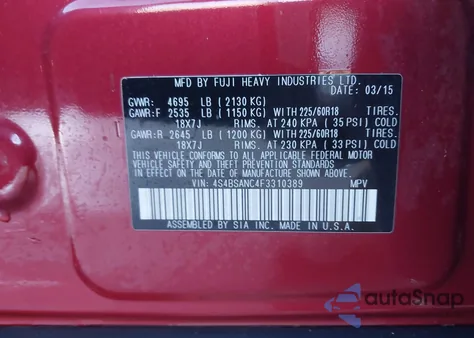 MFD BY FUJI HEAVY INDUSTRIES LTD.
DATE: 03/15
GVWR: 4695 LB (2130 KG)
GAWR:F 2535 LB (1150 KG) WITH 225/60R18 TIRES.
18X7J RIMS. AT 240 KPA (35 PSI) COLD
GAWR:R 2645 LB (1200 KG) WITH 225/60R18 TIRES.
18X7J RIMS. AT 230 KPA (33 PSI) COLD
THIS VEHICLE CONFORMS TO ALL APPLICABLE FEDERAL MOTOR
VEHICLE SAFETY, BUMPER, AND THEFT
PREVENTION STANDARDS IN EFFECT ON THE DATE OF
MANUFACTURE SHOWN ABOVE.
VIN: 4S4BSANC4F3310389 MPV
ASSEMBLED BY SIA INC. MADE IN U.S.A.
autoSnap